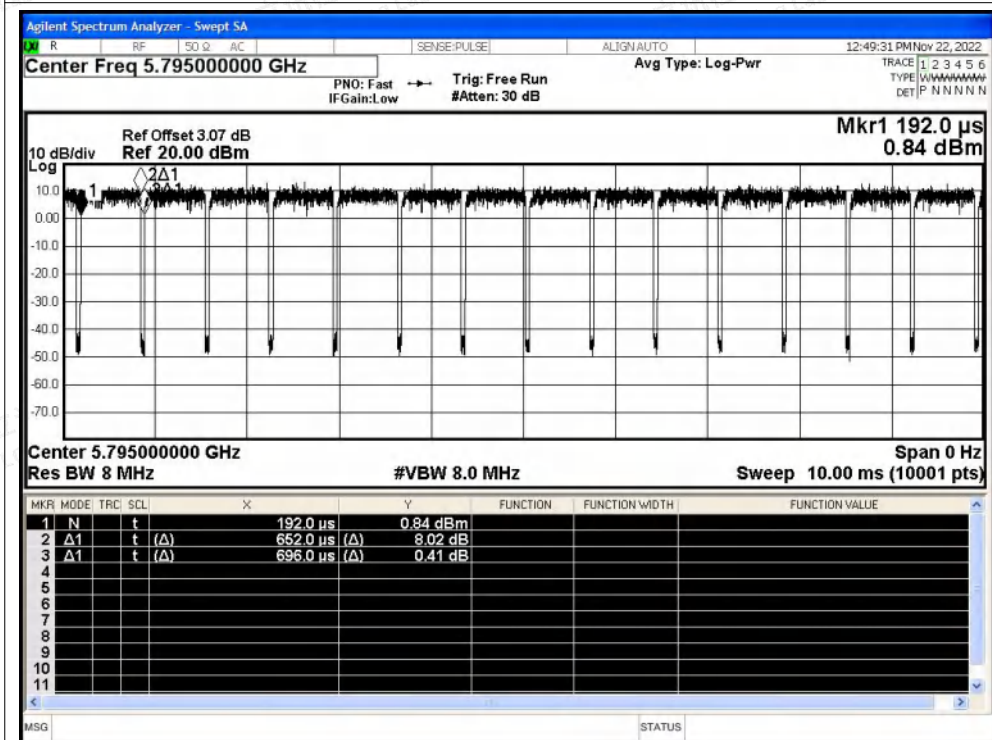 Agilent Spectrum Analyzer - Swept SA
R RF 50 Ω AC SENSE:PULSE ALIGN AUTO 12:49:31 PM Nov 22, 2022
Center Freq 5.795000000 GHz Avg Type: Log-Pwr TRACE 1 2 3 4 5 6
PNO: Fast Trig: Free Run TYPE W
IFGain:Low #Atten: 30 dB DET P N N N N N
Mkr1 192.0 µs
Ref Offset 3.07 dB
10 dB/div Ref 20.00 dBm 0.84 dBm
Log
2Δ1
10.0 1 3Δ1
0.00
-10.0
-20.0
-30.0
-40.0
-50.0
-60.0
-70.0
Center 5.795000000 GHz Span 0 Hz
Res BW 8 MHz #VBW 8.0 MHz Sweep 10.00 ms (10001 pts)
MKR MODE TRC SCL X Y FUNCTION FUNCTION WIDTH FUNCTION VALUE
1 N t 192.0 µs 0.84 dBm
2 Δ1 t (Δ) 652.0 µs (Δ) 8.02 dB
3 Δ1 t (Δ) 696.0 µs (Δ) 0.41 dB
4
5
6
7
8
9
10
11
MSG STATUS